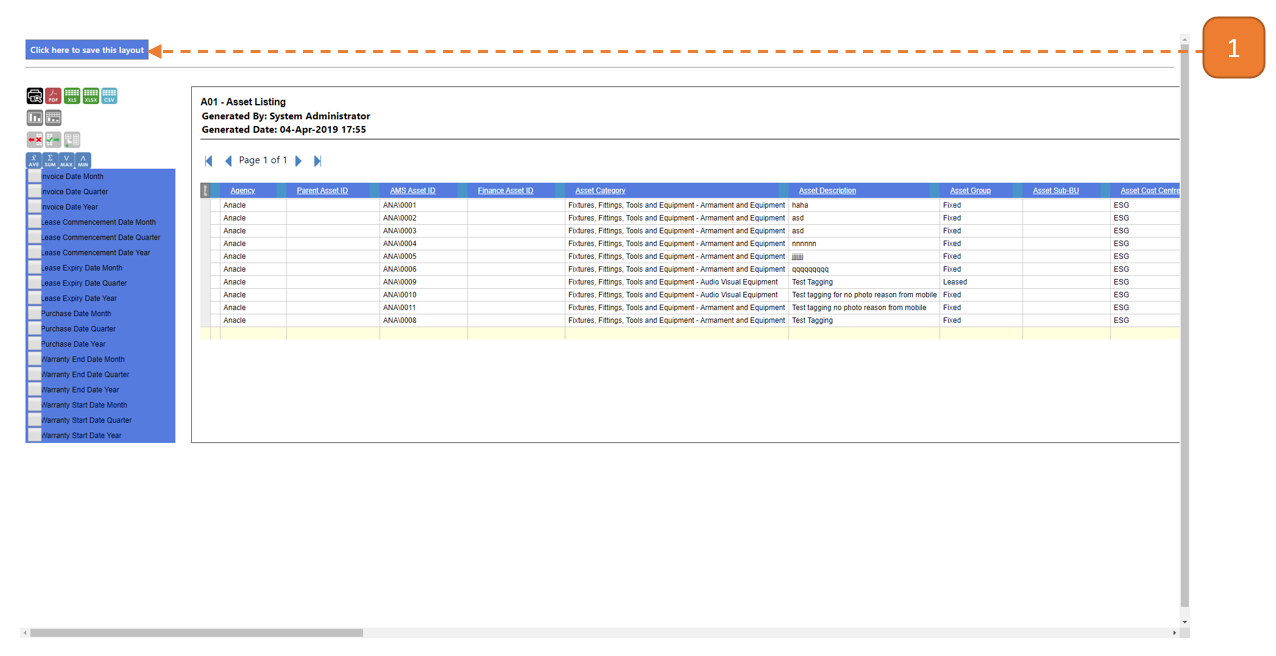 Click here to save this layout
1
PDF XLS XLSX CSV
AVE SUM MAX MIN
A01 - Asset Listing
Generated By: System Administrator
Generated Date: 04-Apr-2019 17:55
Page 1 of 1
Invoice Date Month
Invoice Date Quarter
Invoice Date Year
Lease Commencement Date Month
Lease Commencement Date Quarter
Lease Commencement Date Year
Lease Expiry Date Month
Lease Expiry Date Quarter
Lease Expiry Date Year
Purchase Date Month
Purchase Date Quarter
Purchase Date Year
Warranty End Date Month
Warranty End Date Quarter
Warranty End Date Year
Warranty Start Date Month
Warranty Start Date Quarter
Warranty Start Date Year
Agency Parent Asset ID AMS Asset ID Finance Asset ID Asset Category Asset Description Asset Group Asset Sub-BU Asset Cost Centre
Anacle ANA\0001 Fixtures, Fittings, Tools and Equipment - Armament and Equipment haha Fixed ESG
Anacle ANA\0002 Fixtures, Fittings, Tools and Equipment - Armament and Equipment asd Fixed ESG
Anacle ANA\0003 Fixtures, Fittings, Tools and Equipment - Armament and Equipment asd Fixed ESG
Anacle ANA\0004 Fixtures, Fittings, Tools and Equipment - Armament and Equipment nnnnnn Fixed ESG
Anacle ANA\0005 Fixtures, Fittings, Tools and Equipment - Armament and Equipment Fixed ESG
Anacle ANA\0006 Fixtures, Fittings, Tools and Equipment - Armament and Equipment qqqqqqqqq Fixed ESG
Anacle ANA\0009 Fixtures, Fittings, Tools and Equipment - Audio Visual Equipment Test Tagging Leased ESG
Anacle ANA\0010 Fixtures, Fittings, Tools and Equipment - Audio Visual Equipment Test tagging for no photo reason from mobile Fixed ESG
Anacle ANA\0011 Fixtures, Fittings, Tools and Equipment - Armament and Equipment Test tagging no photo reason from mobile Fixed ESG
Anacle ANA\0008 Fixtures, Fittings, Tools and Equipment - Armament and Equipment Test Tagging Fixed ESG